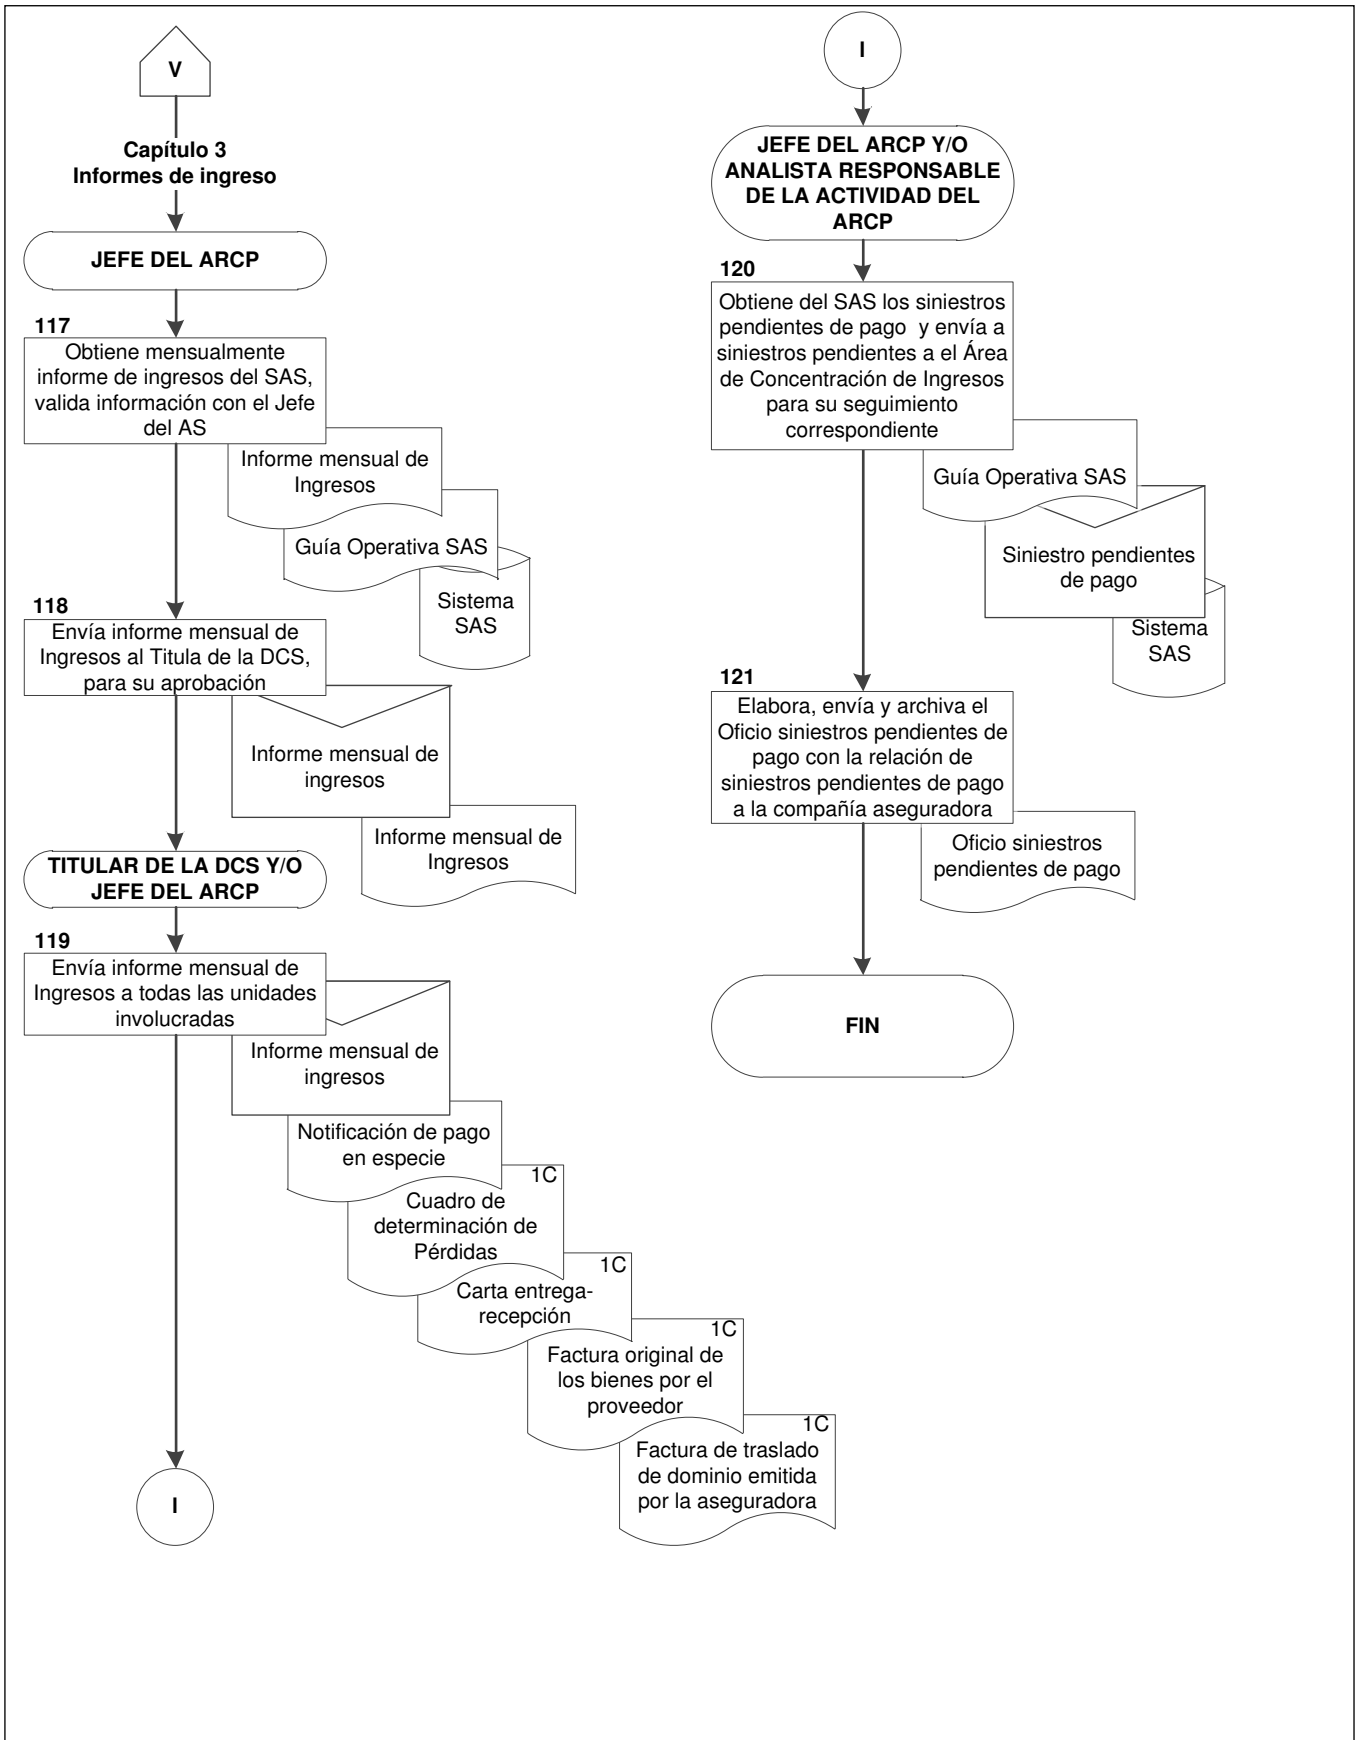 V
Capítulo 3
Informes de ingreso
JEFE DEL ARCP
117
Obtiene mensualmente
informe de ingresos del SAS,
valida información con el Jefe
del AS
Informe mensual de
Ingresos
Guía Operativa SAS
Sistema
SAS
118
Envía informe mensual de
Ingresos al Titula de la DCS,
para su aprobación
Informe mensual de
ingresos
Informe mensual de
Ingresos
TITULAR DE LA DCS Y/O
JEFE DEL ARCP
119
Envía informe mensual de
Ingresos a todas las unidades
involucradas
Informe mensual de
ingresos
Notificación de pago
en especie
1C
Cuadro de
determinación de
Pérdidas
1C
Carta entrega-
recepción
1C
Factura original de
los bienes por el
proveedor
1C
Factura de traslado
de dominio emitida
por la aseguradora
I
I
JEFE DEL ARCP Y/O
ANALISTA RESPONSABLE
DE LA ACTIVIDAD DEL
ARCP
120
Obtiene del SAS los siniestros
pendientes de pago  y envía a
siniestros pendientes a el Área
de Concentración de Ingresos
para su seguimiento
correspondiente
Guía Operativa SAS
Siniestro pendientes
de pago
Sistema
SAS
121
Elabora, envía y archiva el
Oficio siniestros pendientes de
pago con la relación de
siniestros pendientes de pago
a la compañía aseguradora
Oficio siniestros
pendientes de pago
FIN